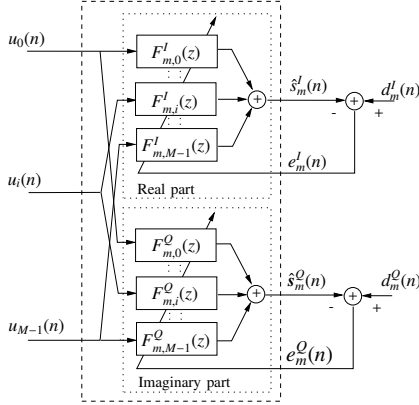 u_0(n)
F^I_{m,0}(z)
F^I_{m,i}(z)
ŝ^I_m(n)
d^I_m(n)
+
-
+
+
F^I_{m,M-1}(z)
e^I_m(n)
Real part
u_i(n)
F^Q_{m,0}(z)
F^Q_{m,i}(z)
ŝ^Q_m(n)
d^Q_m(n)
+
-
+
+
u_{M-1}(n)
F^Q_{m,M-1}(z)
e^Q_m(n)
Imaginary part